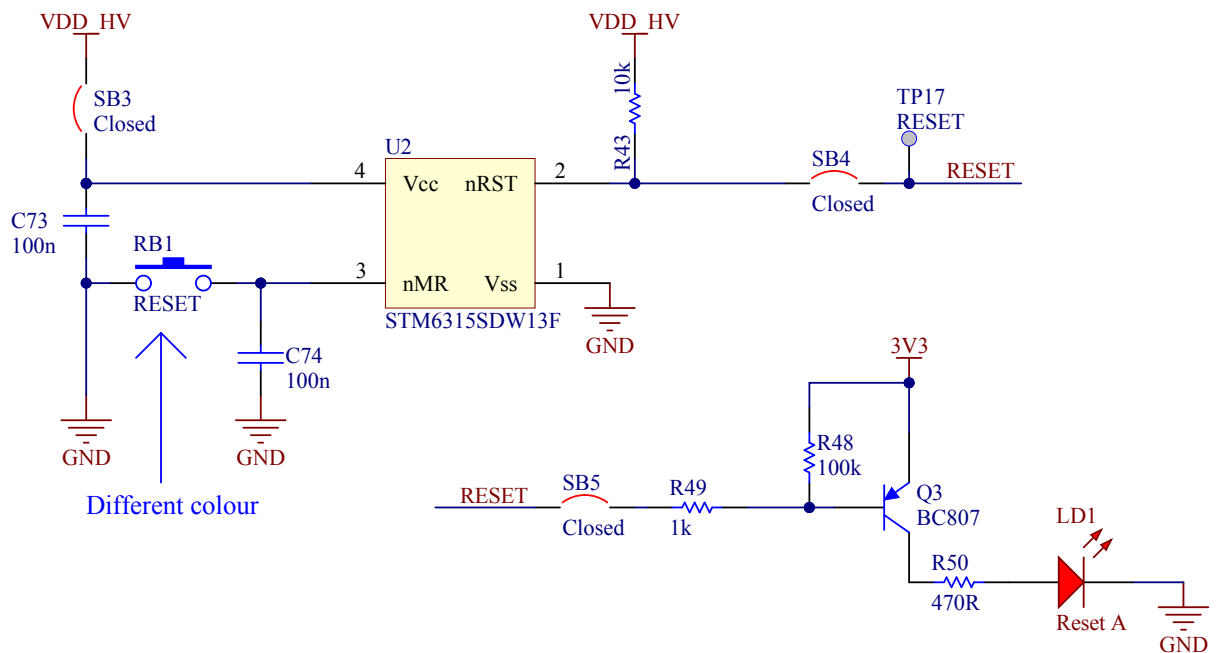 VDD_HV
SB3
Closed
C73
100n
RB1
RESET
C74
100n
GND
GND
Different colour
U2
4
Vcc
nRST
2
3
nMR
Vss
1
STM6315SDW13F
GND
VDD_HV
10k
R43
SB4
Closed
TP17
RESET
RESET
3V3
R48
100k
RESET
SB5
Closed
R49
1k
Q3
BC807
R50
470R
LD1
Reset A
GND